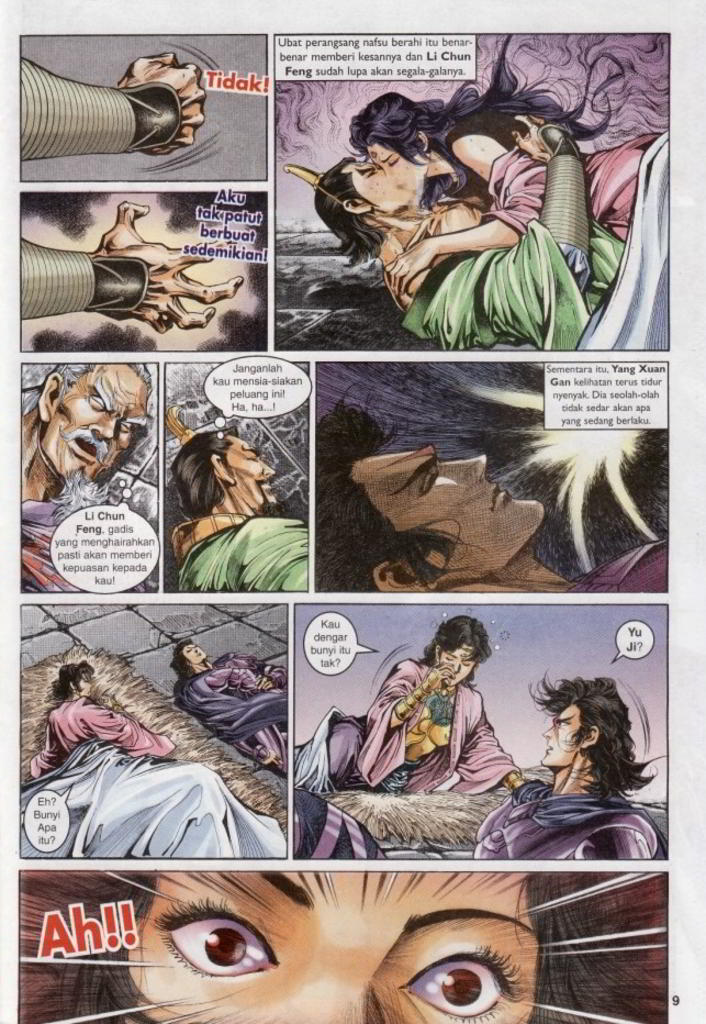 Tidak!
Aku
tak patut
berbuat
sedemikian!
Ubat perangsang nafsu berahi itu benar-
benar memberi kesannya dan Li Chun
Feng sudah lupa akan segala-galanya.
Li Chun
Feng, gadis
yang menghairahkan
pasti akan memberi
kepuasan kepada
kau!
Janganlah
kau mensia-siakan
peluang ini!
Ha, ha...!
Sementara itu, Yang Xuan
Gan kelihatan terus tidur
nyenyak. Dia seolah-olah
tidak sedar akan apa
yang sedang berlaku.
Eh?
Bunyi
Apa
itu?
Kau
dengar
bunyi itu
tak?
Yu
Ji?
Ah!!
9